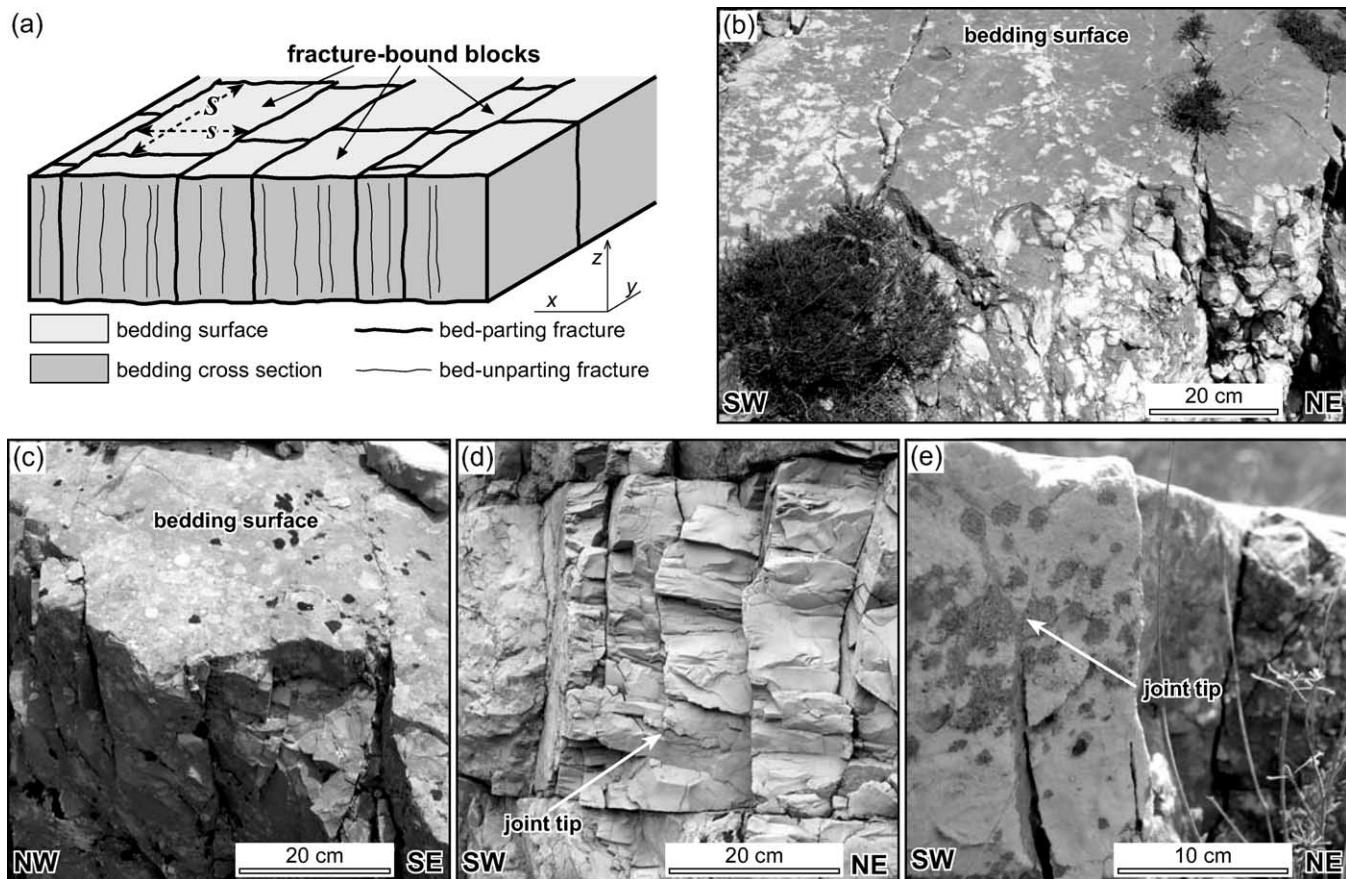 (a)
fracture-bound blocks
S
s
z
x
y
bedding surface
bed-parting fracture
bedding cross section
bed-unparting fracture
(b)
bedding surface
20 cm
SW
NE
(c)
bedding surface
20 cm
NW
SE
(d)
joint tip
20 cm
SW
NE
(e)
joint tip
10 cm
SW
NE